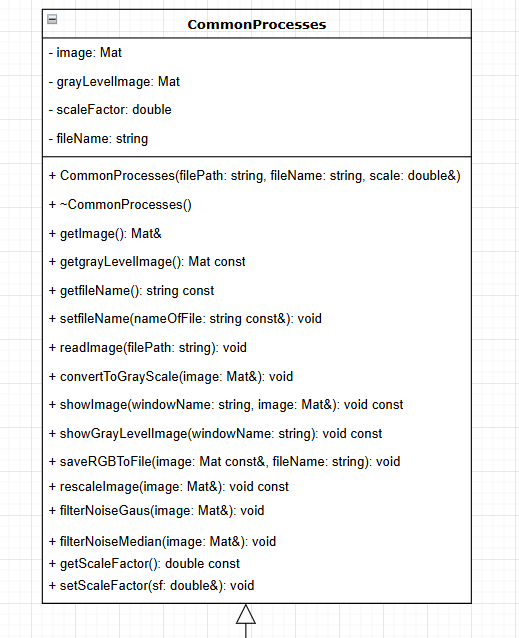 CommonProcesses
- image: Mat
- grayLevelImage: Mat
- scaleFactor: double
- fileName: string
+ CommonProcesses(filePath: string, fileName: string, scale: double&)
+ ~CommonProcesses()
+ getImage(): Mat&
+ getgrayLevelImage(): Mat const
+ getfileName(): string const
+ setfileName(nameOfFile: string const&): void
+ readImage(filePath: string): void
+ convertToGrayScale(image: Mat&): void
+ showImage(windowName: string, image: Mat&): void const
+ showGrayLevelImage(windowName: string): void const
+ saveRGBToFile(image: Mat const&, fileName: string): void
+ rescaleImage(image: Mat&): void const
+ filterNoiseGaus(image: Mat&): void
+ filterNoiseMedian(image: Mat&): void
+ getScaleFactor(): double const
+ setScaleFactor(sf: double&): void